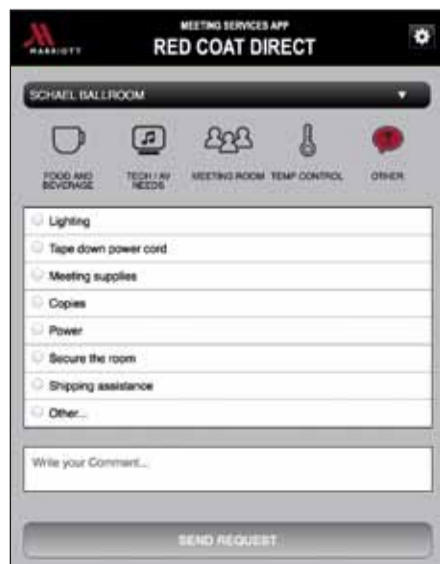 MARRIOTT
MEETING SERVICES APP
RED COAT DIRECT
SCHAEL BALLROOM
FOOD AND BEVERAGE
TECH / AV NEEDS
MEETING ROOM
TEMP CONTROL
OTHER
Lighting
Tape down power cord
Meeting supplies
Copies
Power
Secure the room
Shipping assistance
Other...
Write your Comment...
SEND REQUEST